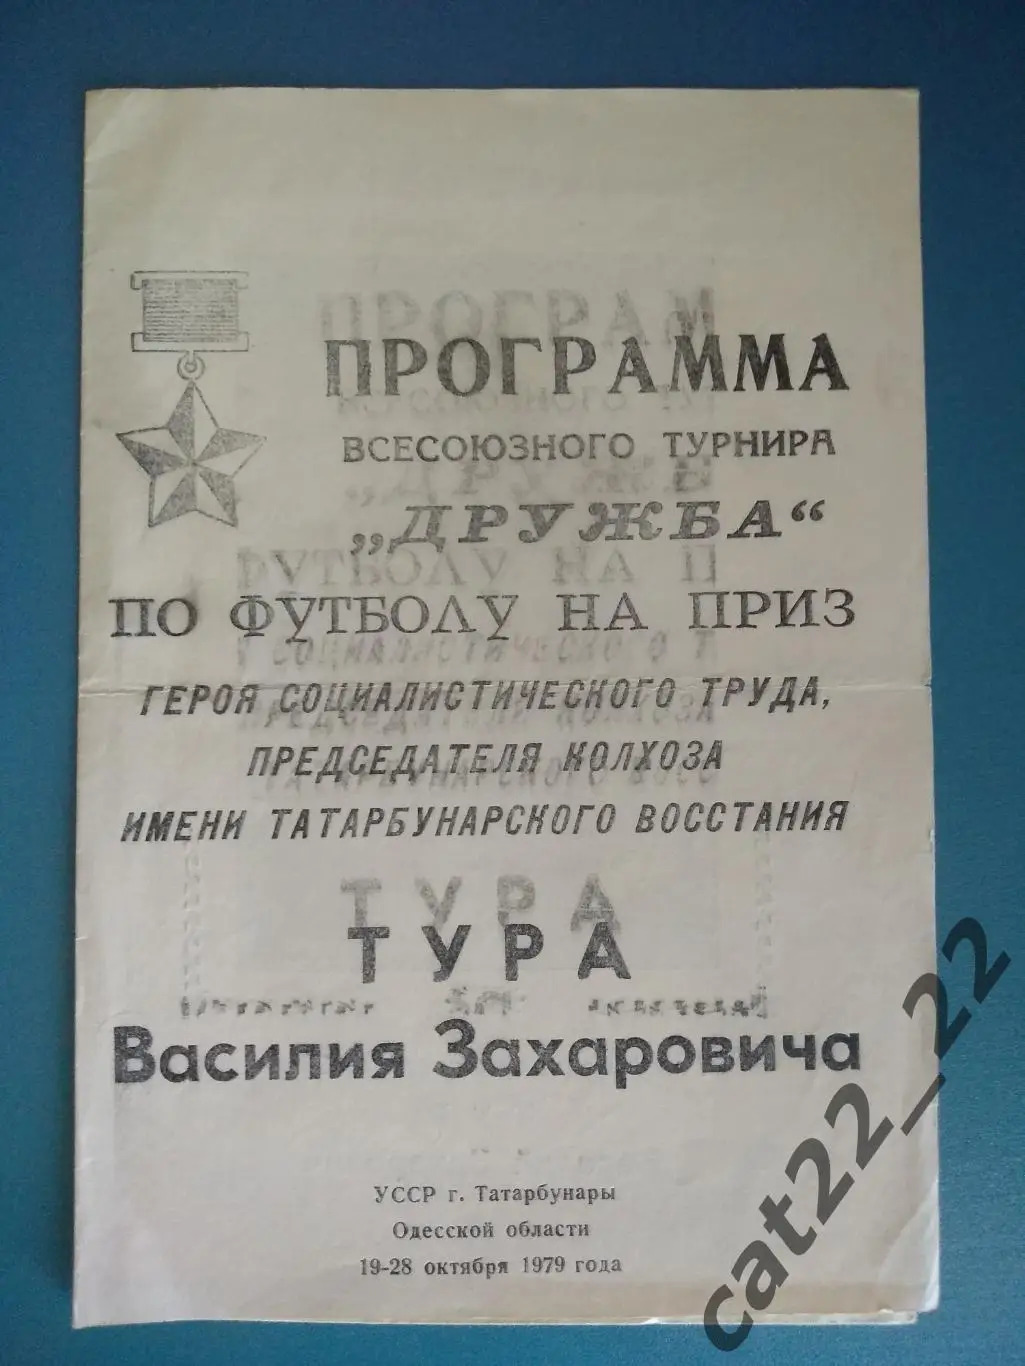 ПРОГРАММА
ВСЕСОЮЗНОГО ТУРНИРА
„ДРУЖБА“
ПО ФУТБОЛУ НА ПРИЗ
ГЕРОЯ СОЦИАЛИСТИЧЕСКОГО ТРУДА,
ПРЕДСЕДАТЕЛЯ КОЛХОЗА
ИМЕНИ ТАТАРБУНАРСКОГО ВОССТАНИЯ
ТУРА
Василия Захаровича
УССР г. Татарбунары
Одесской области
19-28 октября 1979 года
cat22_22